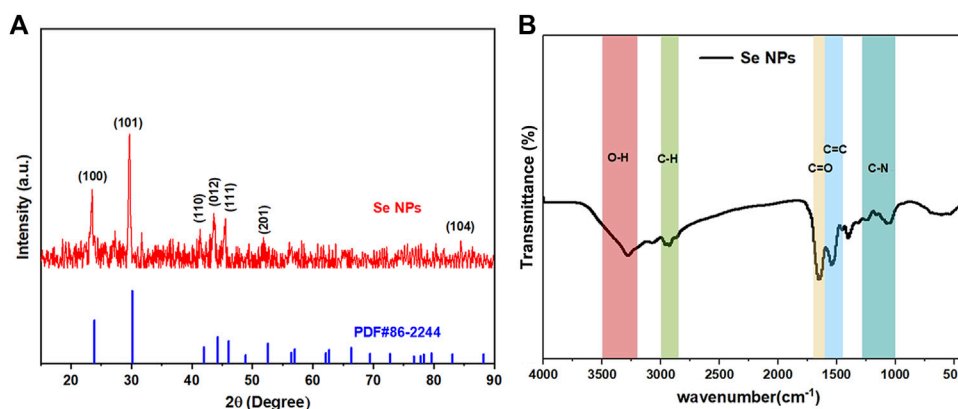 A
Intensity (a.u.)
(100)
(101)
(110)
(012)
(111)
(201)
(104)
Se NPs
PDF#86-2244
20
30
40
50
60
70
80
90
2θ (Degree)
B
Transmittance (%)
Se NPs
O-H
C-H
C=O
C=C
C-N
4000
3500
3000
2500
2000
1500
1000
500
wavenumber(cm⁻¹)